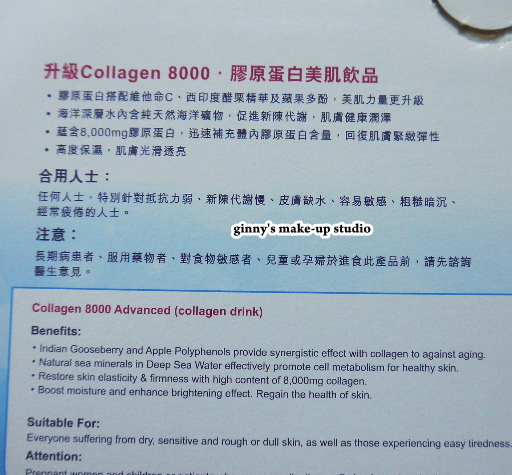 升級Collagen 8000．膠原蛋白美肌飲品
• 膠原蛋白搭配維他命C、西印度醋栗精華及蘋果多酚，美肌力量更升級
• 海洋深層水內含純天然海洋礦物，促進新陳代謝，肌膚健康潤澤
• 蘊含8,000mg膠原蛋白，迅速補充體內膠原蛋白含量，回復肌膚緊緻彈性
• 高度保濕，肌膚光滑透亮
合用人士：
任何人士，特別針對抵抗力弱、新陳代謝慢、皮膚缺水、容易敏感、粗糙暗沉、
經常疲倦的人士。
ginny's make-up studio
注意：
長期病患者、服用藥物者、對食物敏感者、兒童或孕婦於進食此產品前，請先諮詢
醫生意見。
Collagen 8000 Advanced (collagen drink)
Benefits:
• Indian Gooseberry and Apple Polyphenols provide synergistic effect with collagen to against aging.
• Natural sea minerals in Deep Sea Water effectively promote cell metabolism for healthy skin.
• Restore skin elasticity & firmness with high content of 8,000mg collagen.
• Boost moisture and enhance brightening effect. Regain the health of skin.
Suitable For:
Everyone suffering from dry, sensitive and rough or dull skin, as well as those experiencing easy tiredness.
Attention:
Pregnant women and children